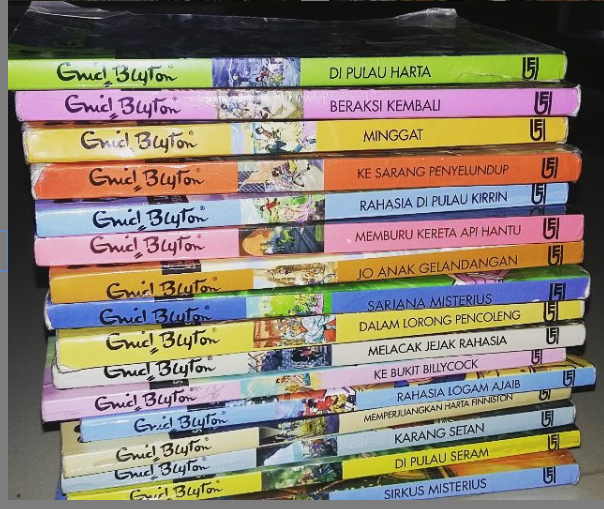 Enid Blyton DI PULAU HARTA
Enid Blyton BERAKSI KEMBALI
Enid Blyton MINGGAT
Enid Blyton KE SARANG PENYELUNDUP
Enid Blyton RAHASIA DI PULAU KIRRIN
Enid Blyton MEMBURU KERETA API HANTU
Enid Blyton JO ANAK GELANDANGAN
Enid Blyton SARJANA MISTERIUS
Enid Blyton DALAM LORONG PENCOLENG
Enid Blyton MELACAK JEJAK RAHASIA
Enid Blyton KE BUKIT BILLYCOCK
Enid Blyton RAHASIA LOGAM AJAIB
Enid Blyton MEMPERJUANGKAN HARTA FINNISTON
Enid Blyton KARANG SETAN
Enid Blyton DI PULAU SERAM
SIRKUS MISTERIUS